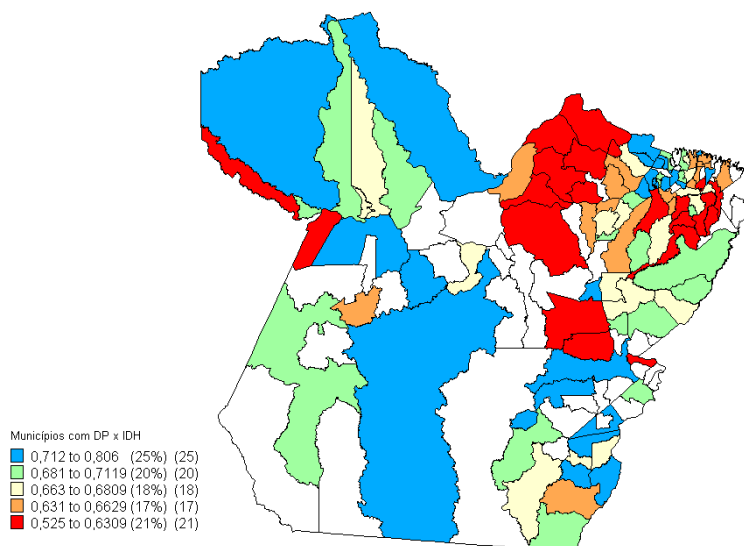 Municípios com DP x IDH
0,712 to 0,806 (25%) (25)
0,681 to 0,7119 (20%) (20)
0,663 to 0,6809 (18%) (18)
0,631 to 0,6629 (17%) (17)
0,525 to 0,6309 (21%) (21)